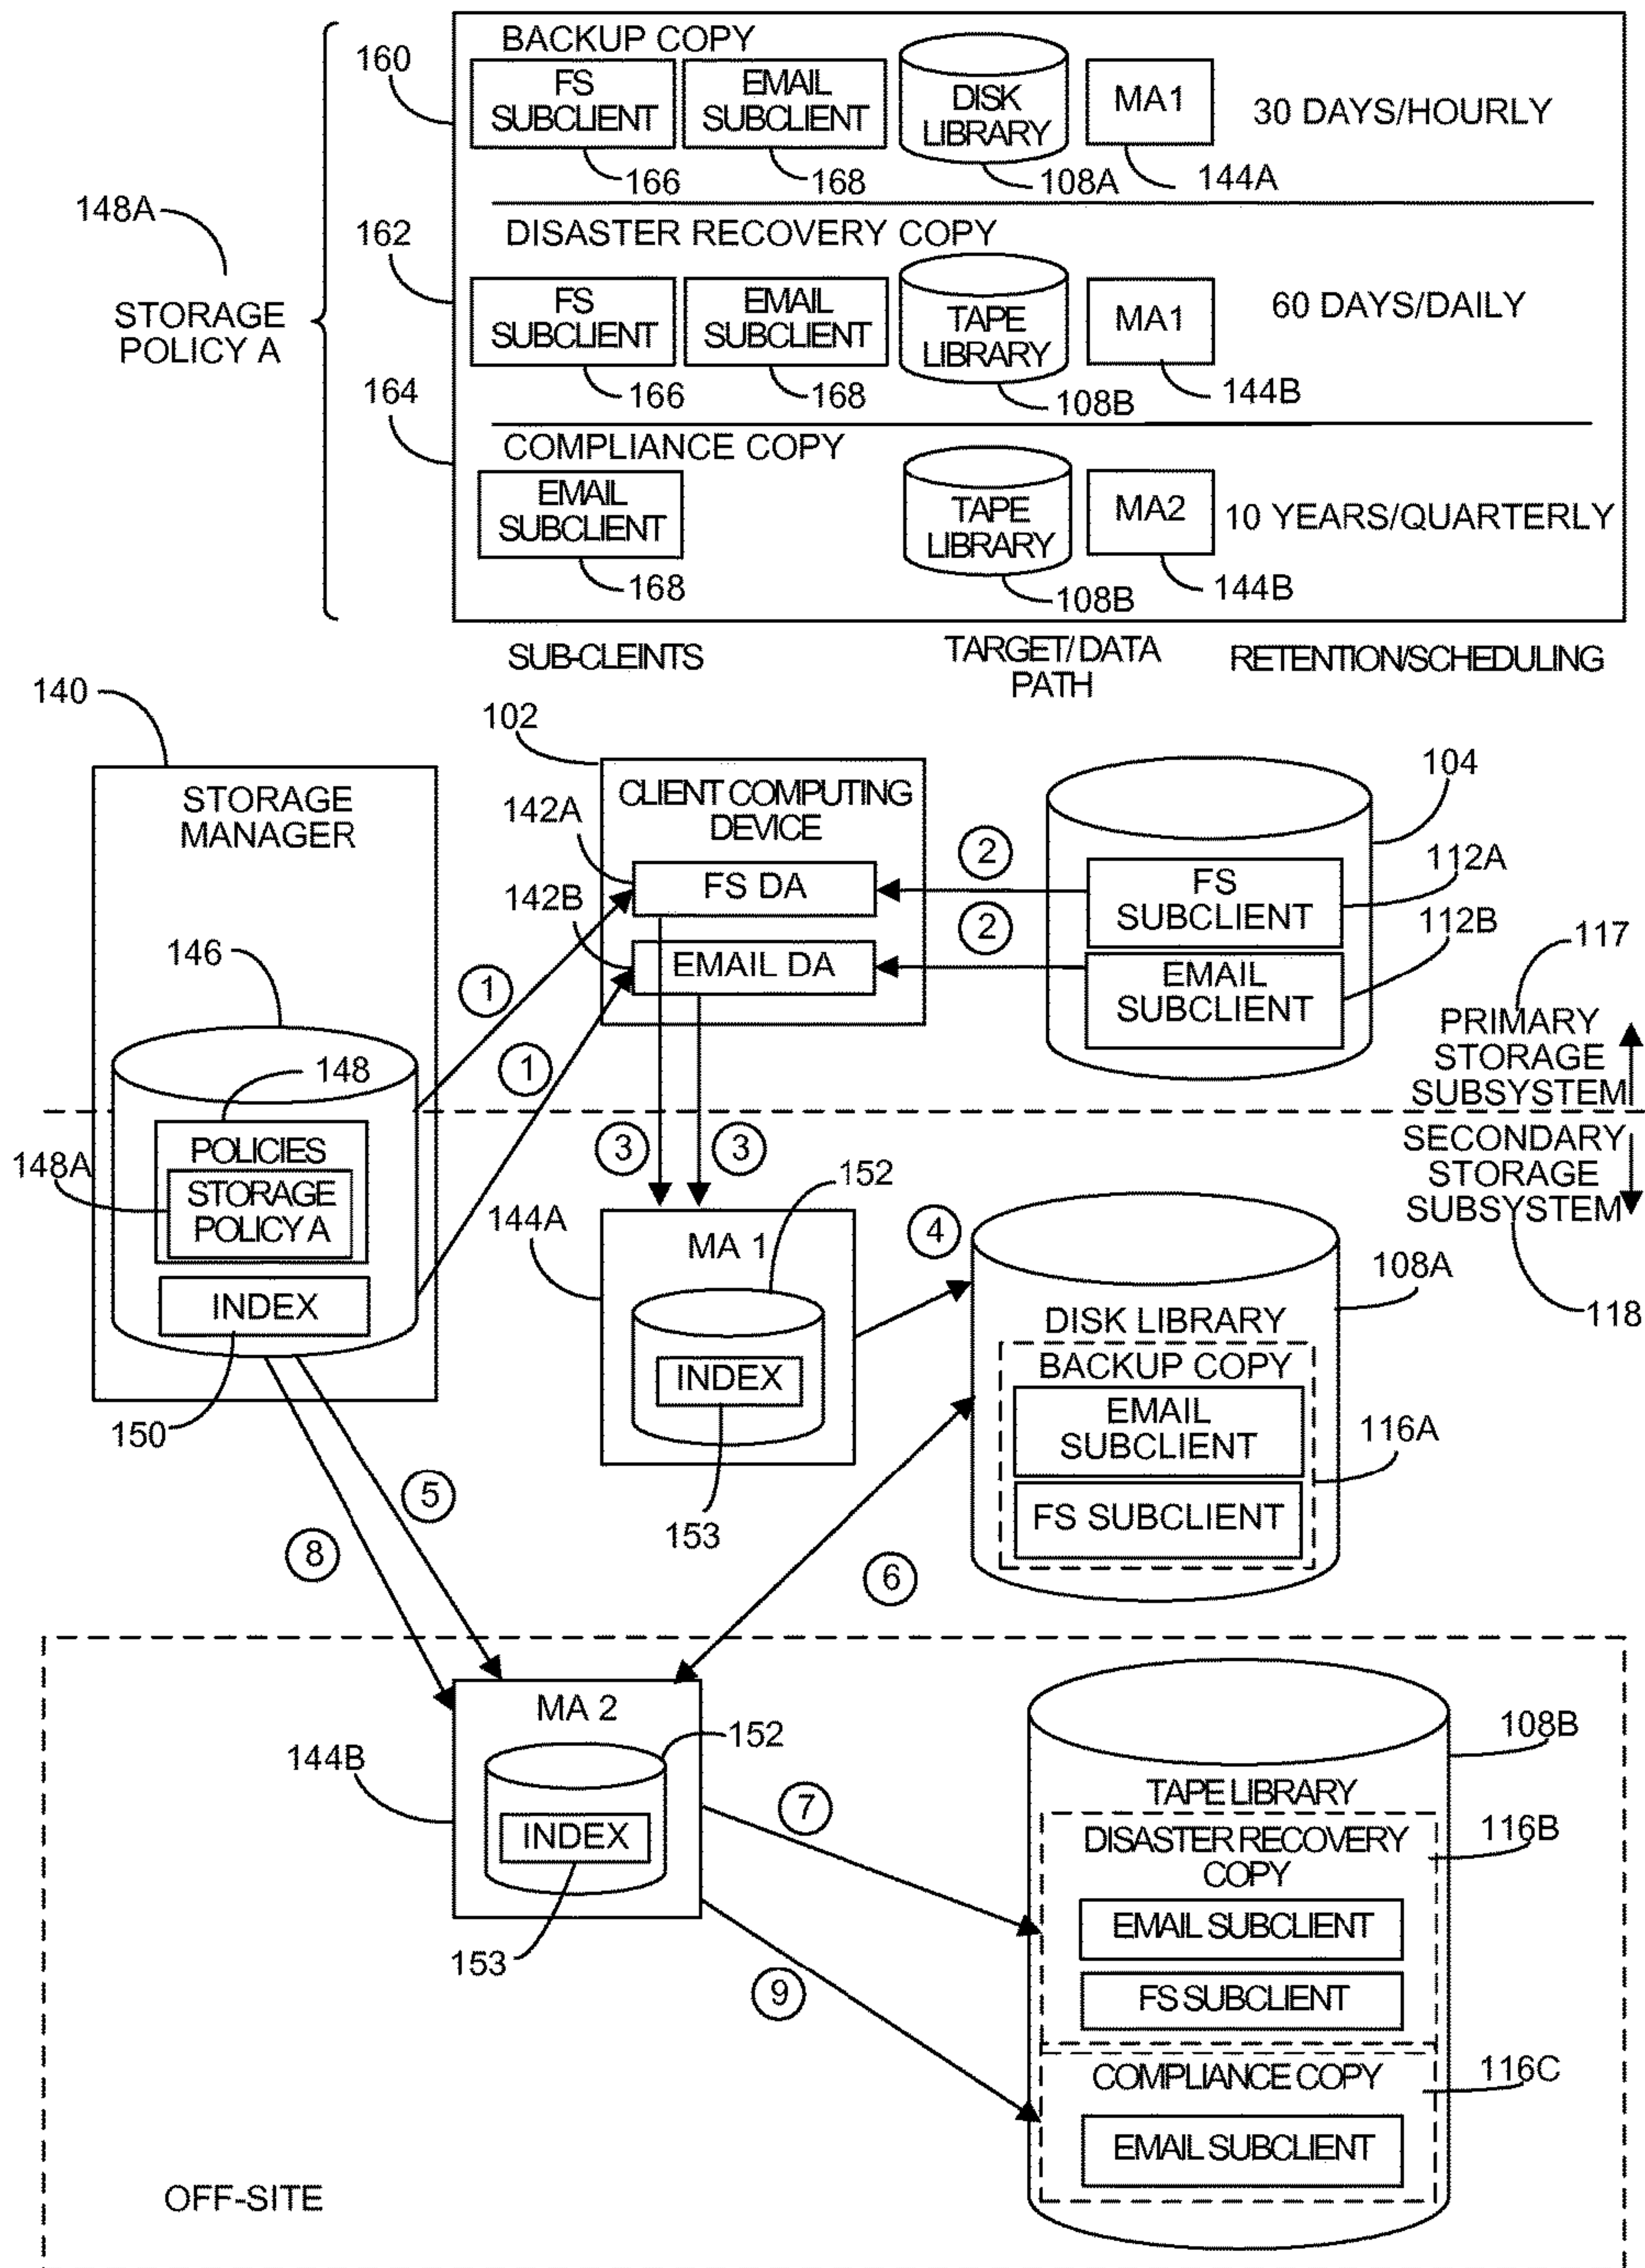 BACKUP COPY
160
FS
SUBCLIENT
EMAIL
SUBCLIENT
DISK
LIBRARY
MA1
30 DAYS/HOURLY
166
168
108A
144A
148A
STORAGE
POLICY A
162
DISASTER RECOVERY COPY
FS
SUBCLIENT
EMAIL
SUBCLIENT
TAPE
LIBRARY
MA1
60 DAYS/DAILY
166
168
108B
144B
164
COMPLIANCE COPY
EMAIL
SUBCLIENT
TAPE
LIBRARY
MA2
10 YEARS/QUARTERLY
168
108B
144B
SUB-CLEINTS
TARGET/DATA
PATH
RETENTION/SCHEDULING
140
STORAGE
MANAGER
102
CLIENT COMPUTING
DEVICE
142A
FS DA
142B
EMAIL DA
2
2
104
FS
SUBCLIENT
112A
EMAIL
SUBCLIENT
112B
117
PRIMARY
STORAGE
SUBSYSTEM
SECONDARY
STORAGE
SUBSYSTEM
118
146
1
1
148
POLICIES
148A
STORAGE
POLICY A
INDEX
150
3
3
152
144A
MA 1
INDEX
153
4
108A
DISK LIBRARY
BACKUP COPY
EMAIL
SUBCLIENT
FS SUBCLIENT
116A
5
8
6
MA 2
152
144B
INDEX
153
7
9
108B
TAPE LIBRARY
DISASTER RECOVERY
COPY
116B
EMAIL SUBCLIENT
FS SUBCLIENT
COMPLIANCE COPY
116C
EMAIL SUBCLIENT
OFF-SITE